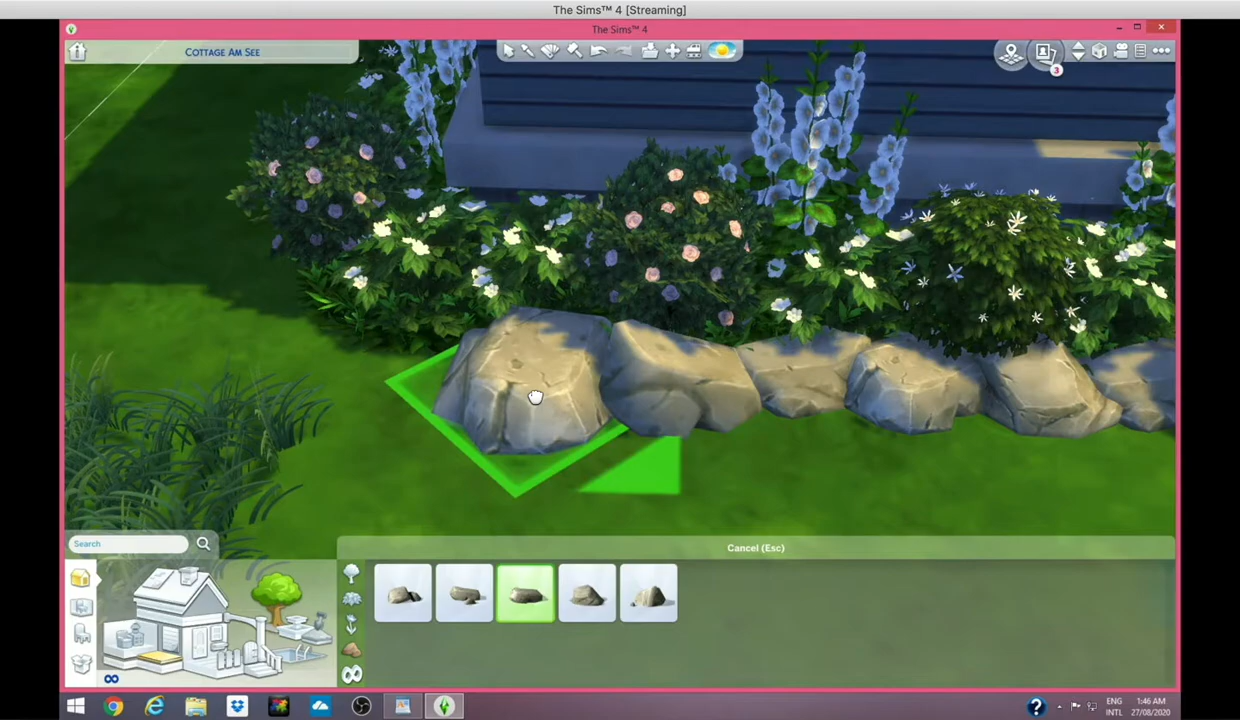 The Sims™ 4 [Streaming]
The Sims™ 4
Cottage Am See
3
Cancel (Esc)
Search
ENG
INTL
1:46 AM
27/08/2020